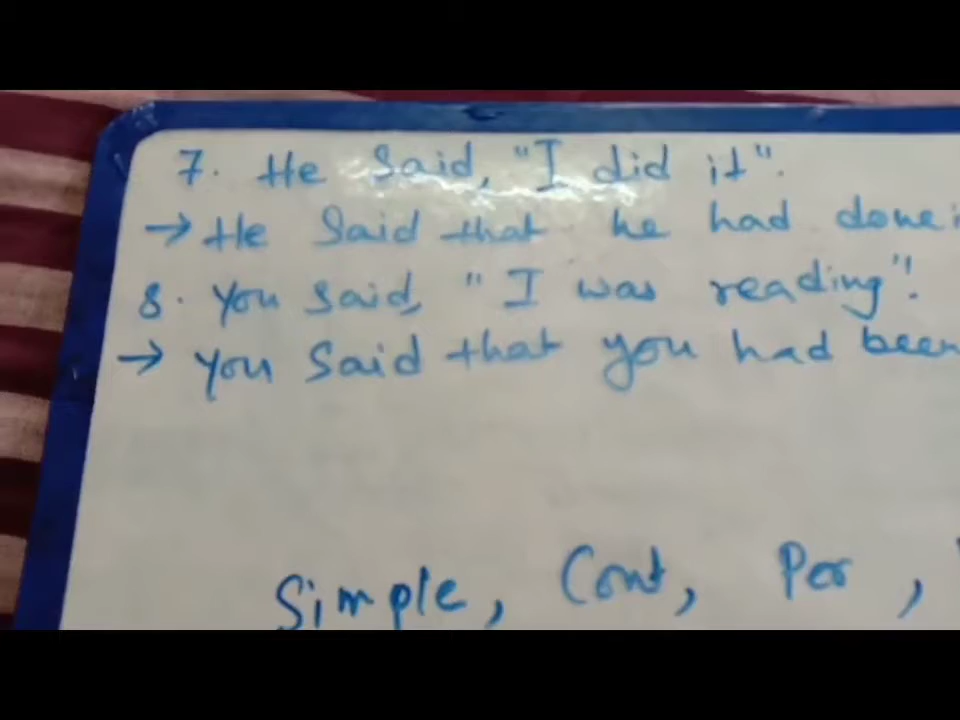 7. He Said, "I did it".
→ He Said that he had done
8. You said, "I was reading".
→ You Said that you had been
Simple, Cont, Per,